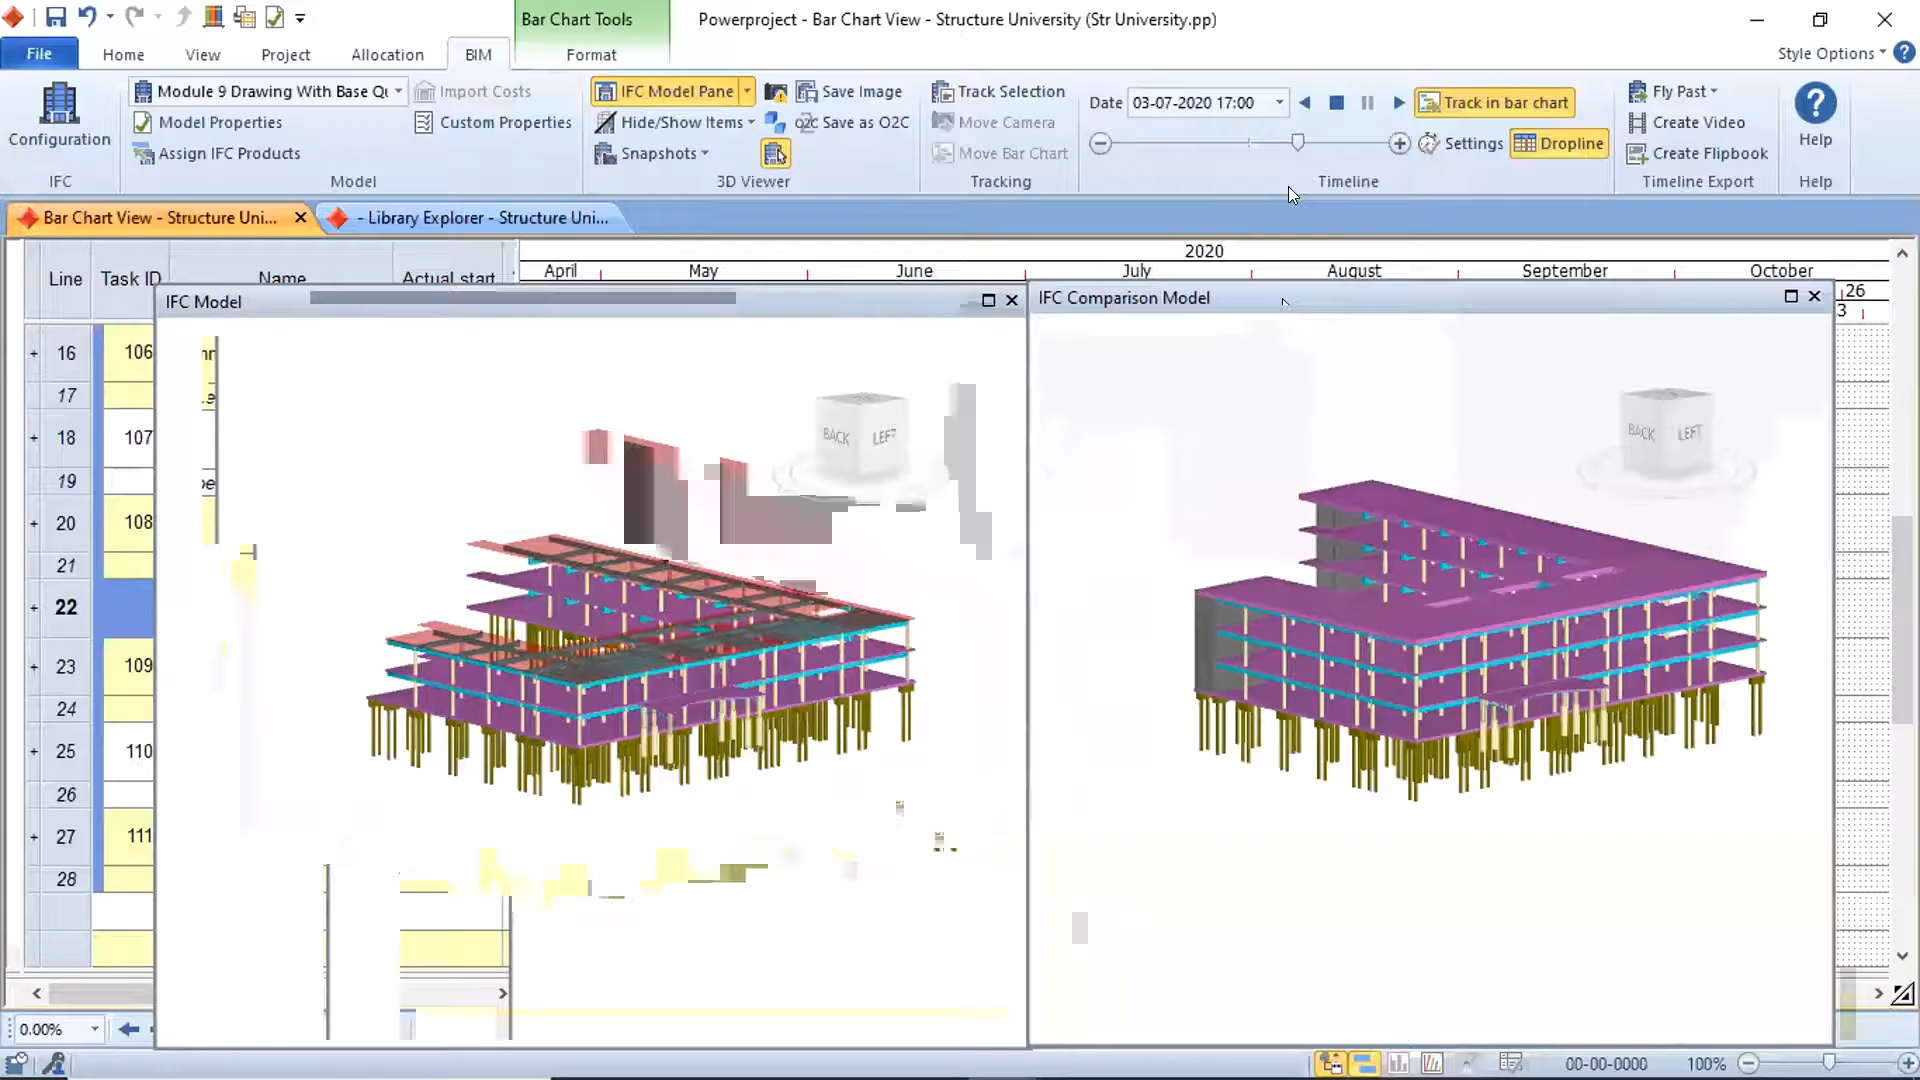 Bar Chart Tools
Powerproject - Bar Chart View - Structure University (Str University.pp)
File
Home
View
Project
Allocation
BIM
Format
Style Options
Configuration
IFC
Module 9 Drawing With Base Qu
Model Properties
Assign IFC Products
Import Costs
Custom Properties
Model
IFC Model Pane
Hide/Show Items
Snapshots
Save Image
O2C Save as O2C
3D Viewer
Track Selection
Move Camera
Move Bar Chart
Tracking
Date
03-07-2020 17:00
Track in bar chart
Settings
Dropline
Timeline
Fly Past
Create Video
Create Flipbook
Timeline Export
Help
Help
Bar Chart View - Structure Uni...
- Library Explorer - Structure Uni...
Line
Task ID
Name
Actual start
2020
April
May
June
July
August
September
October
26
3
IFC Model
IFC Comparison Model
BACK
LEFT
BACK
LEFT
16
106
17
18
107
19
20
108
21
22
23
109
24
25
110
26
27
111
28
0.00%
00-00-0000
100%